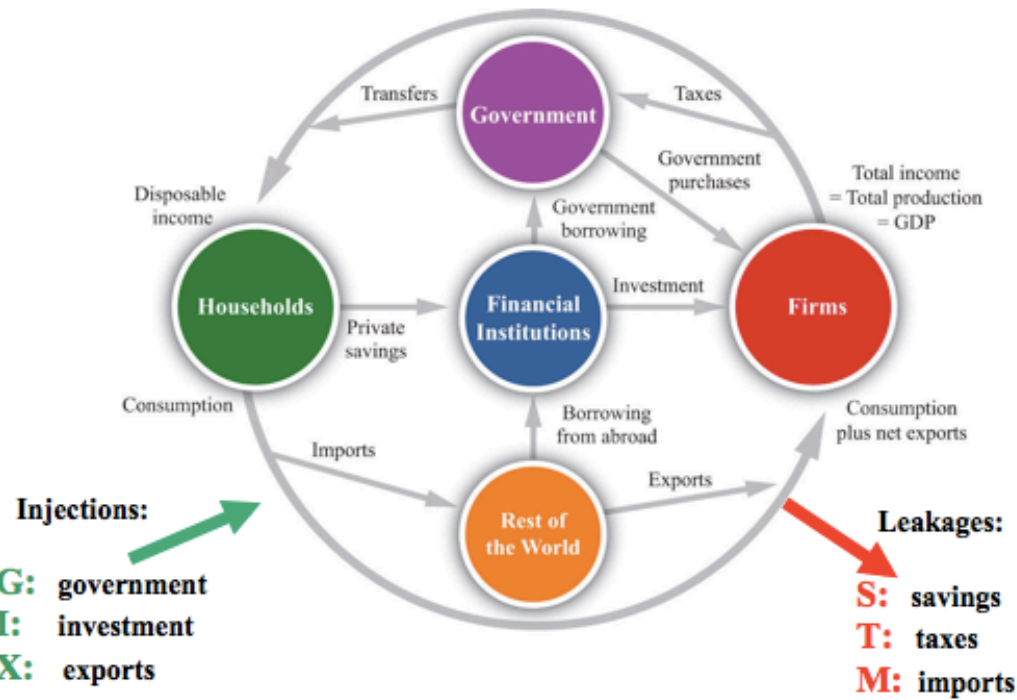 Transfers
Taxes
Government
Government
purchases
Total income
= Total production
= GDP
Disposable
income
Government
borrowing
Households
Private
savings
Financial
Institutions
Investment
Firms
Consumption
Imports
Borrowing
from abroad
Consumption
plus net exports
Exports
Rest of
the World
Injections:
G: government
I: investment
X: exports
Leakages:
S: savings
T: taxes
M: imports